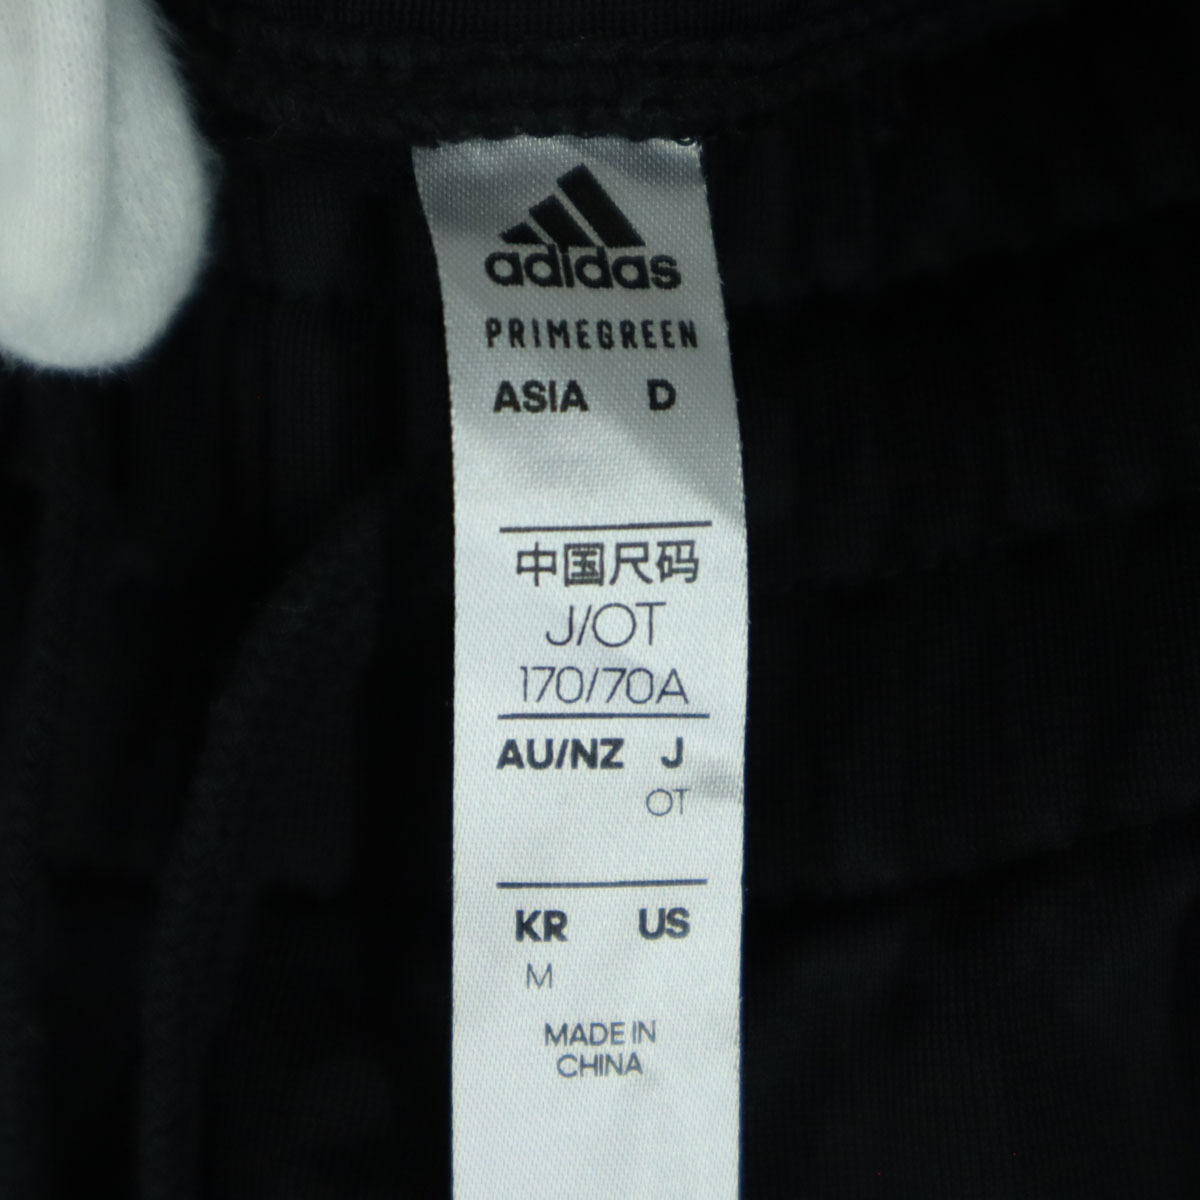 adidas
PRIMEGREEN
ASIA D
中国尺码
J/OT
170/70A
AU/NZ J
OT
KR US
M
MADE IN
CHINA